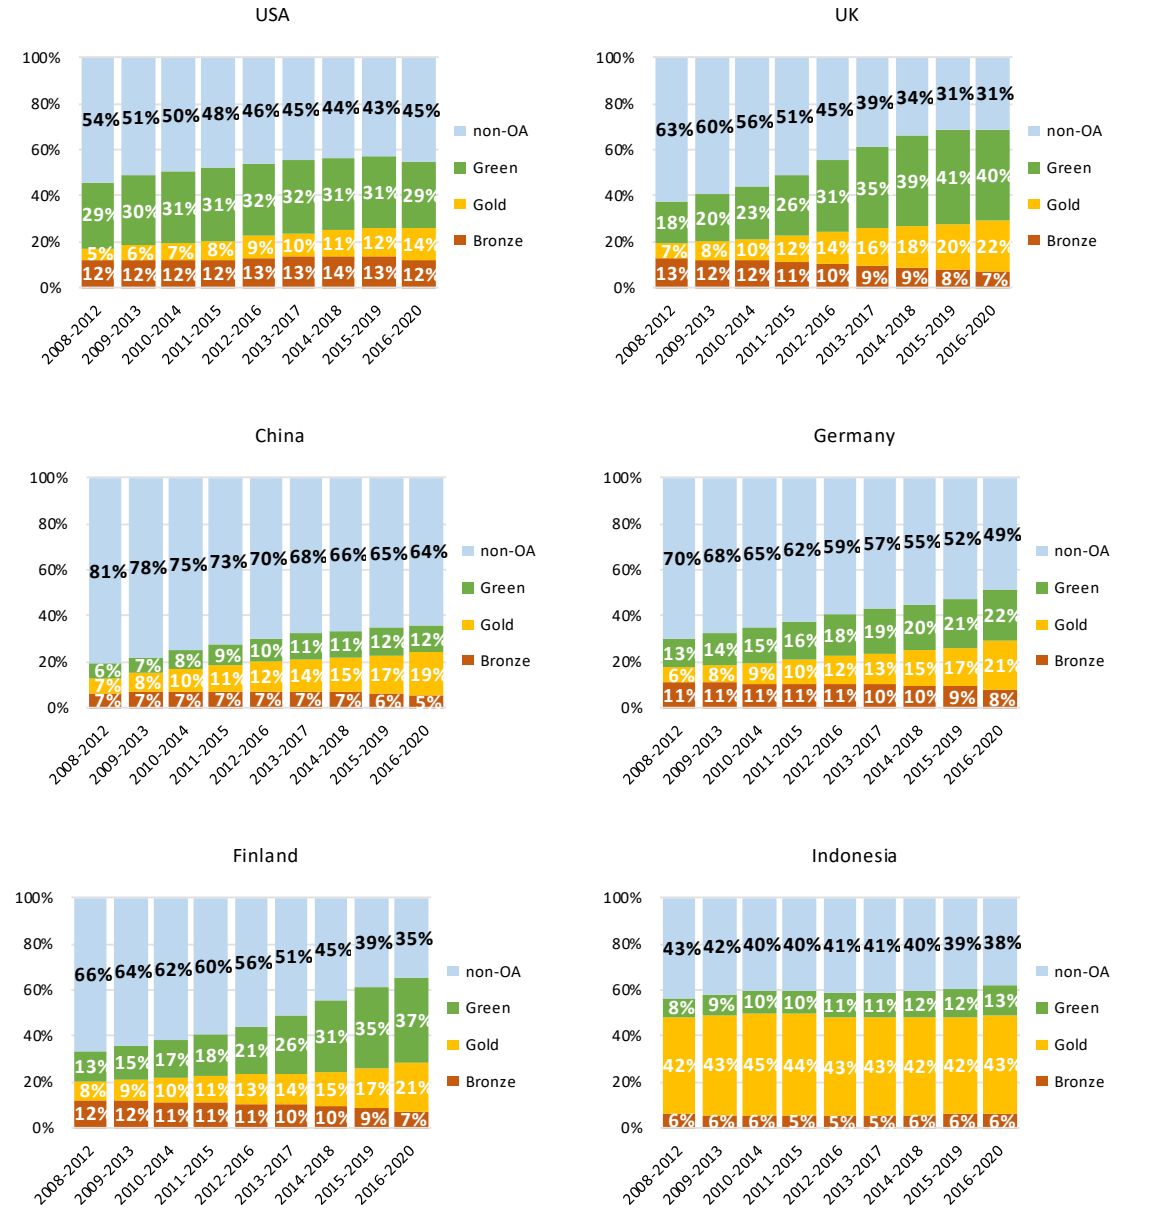 USA
100%
80%
60%
40%
20%
0%
54% 51% 50% 48% 46% 45% 44% 43% 45%
29% 30% 31% 31% 32% 32% 31% 31% 29%
5% 6% 7% 8% 9% 10% 11% 12% 14%
12% 12% 12% 12% 13% 13% 14% 13% 12%
2008-2012 2009-2013 2010-2014 2011-2015 2012-2016 2013-2017 2014-2018 2015-2019 2016-2020
non-OA
Green
Gold
Bronze
UK
100%
80%
60%
40%
20%
0%
63% 60% 56% 51% 45% 39% 34% 31% 31%
18% 20% 23% 26% 31% 35% 39% 41% 40%
7% 8% 10% 12% 14% 16% 18% 20% 22%
13% 12% 12% 11% 10% 9% 9% 8% 7%
2008-2012 2009-2013 2010-2014 2011-2015 2012-2016 2013-2017 2014-2018 2015-2019 2016-2020
non-OA
Green
Gold
Bronze
China
100%
80%
60%
40%
20%
0%
81% 78% 75% 73% 70% 68% 66% 65% 64%
6% 7% 8% 9% 10% 11% 11% 12% 12%
7% 8% 10% 11% 12% 14% 15% 17% 19%
7% 7% 7% 7% 7% 7% 7% 6% 5%
2008-2012 2009-2013 2010-2014 2011-2015 2012-2016 2013-2017 2014-2018 2015-2019 2016-2020
non-OA
Green
Gold
Bronze
Germany
100%
80%
60%
40%
20%
0%
70% 68% 65% 62% 59% 57% 55% 52% 49%
13% 14% 15% 16% 18% 19% 20% 21% 22%
6% 8% 9% 10% 12% 13% 15% 17% 21%
11% 11% 11% 11% 11% 10% 10% 9% 8%
2008-2012 2009-2013 2010-2014 2011-2015 2012-2016 2013-2017 2014-2018 2015-2019 2016-2020
non-OA
Green
Gold
Bronze
Finland
100%
80%
60%
40%
20%
0%
66% 64% 62% 60% 56% 51% 45% 39% 35%
13% 15% 17% 18% 21% 26% 31% 35% 37%
8% 9% 10% 11% 13% 14% 15% 17% 21%
12% 12% 11% 11% 11% 10% 10% 9% 7%
2008-2012 2009-2013 2010-2014 2011-2015 2012-2016 2013-2017 2014-2018 2015-2019 2016-2020
non-OA
Green
Gold
Bronze
Indonesia
100%
80%
60%
40%
20%
0%
43% 42% 40% 40% 41% 41% 40% 39% 38%
8% 9% 10% 10% 11% 11% 12% 12% 13%
42% 43% 45% 44% 43% 43% 42% 42% 43%
6% 6% 6% 5% 5% 5% 6% 6% 6%
2008-2012 2009-2013 2010-2014 2011-2015 2012-2016 2013-2017 2014-2018 2015-2019 2016-2020
non-OA
Green
Gold
Bronze